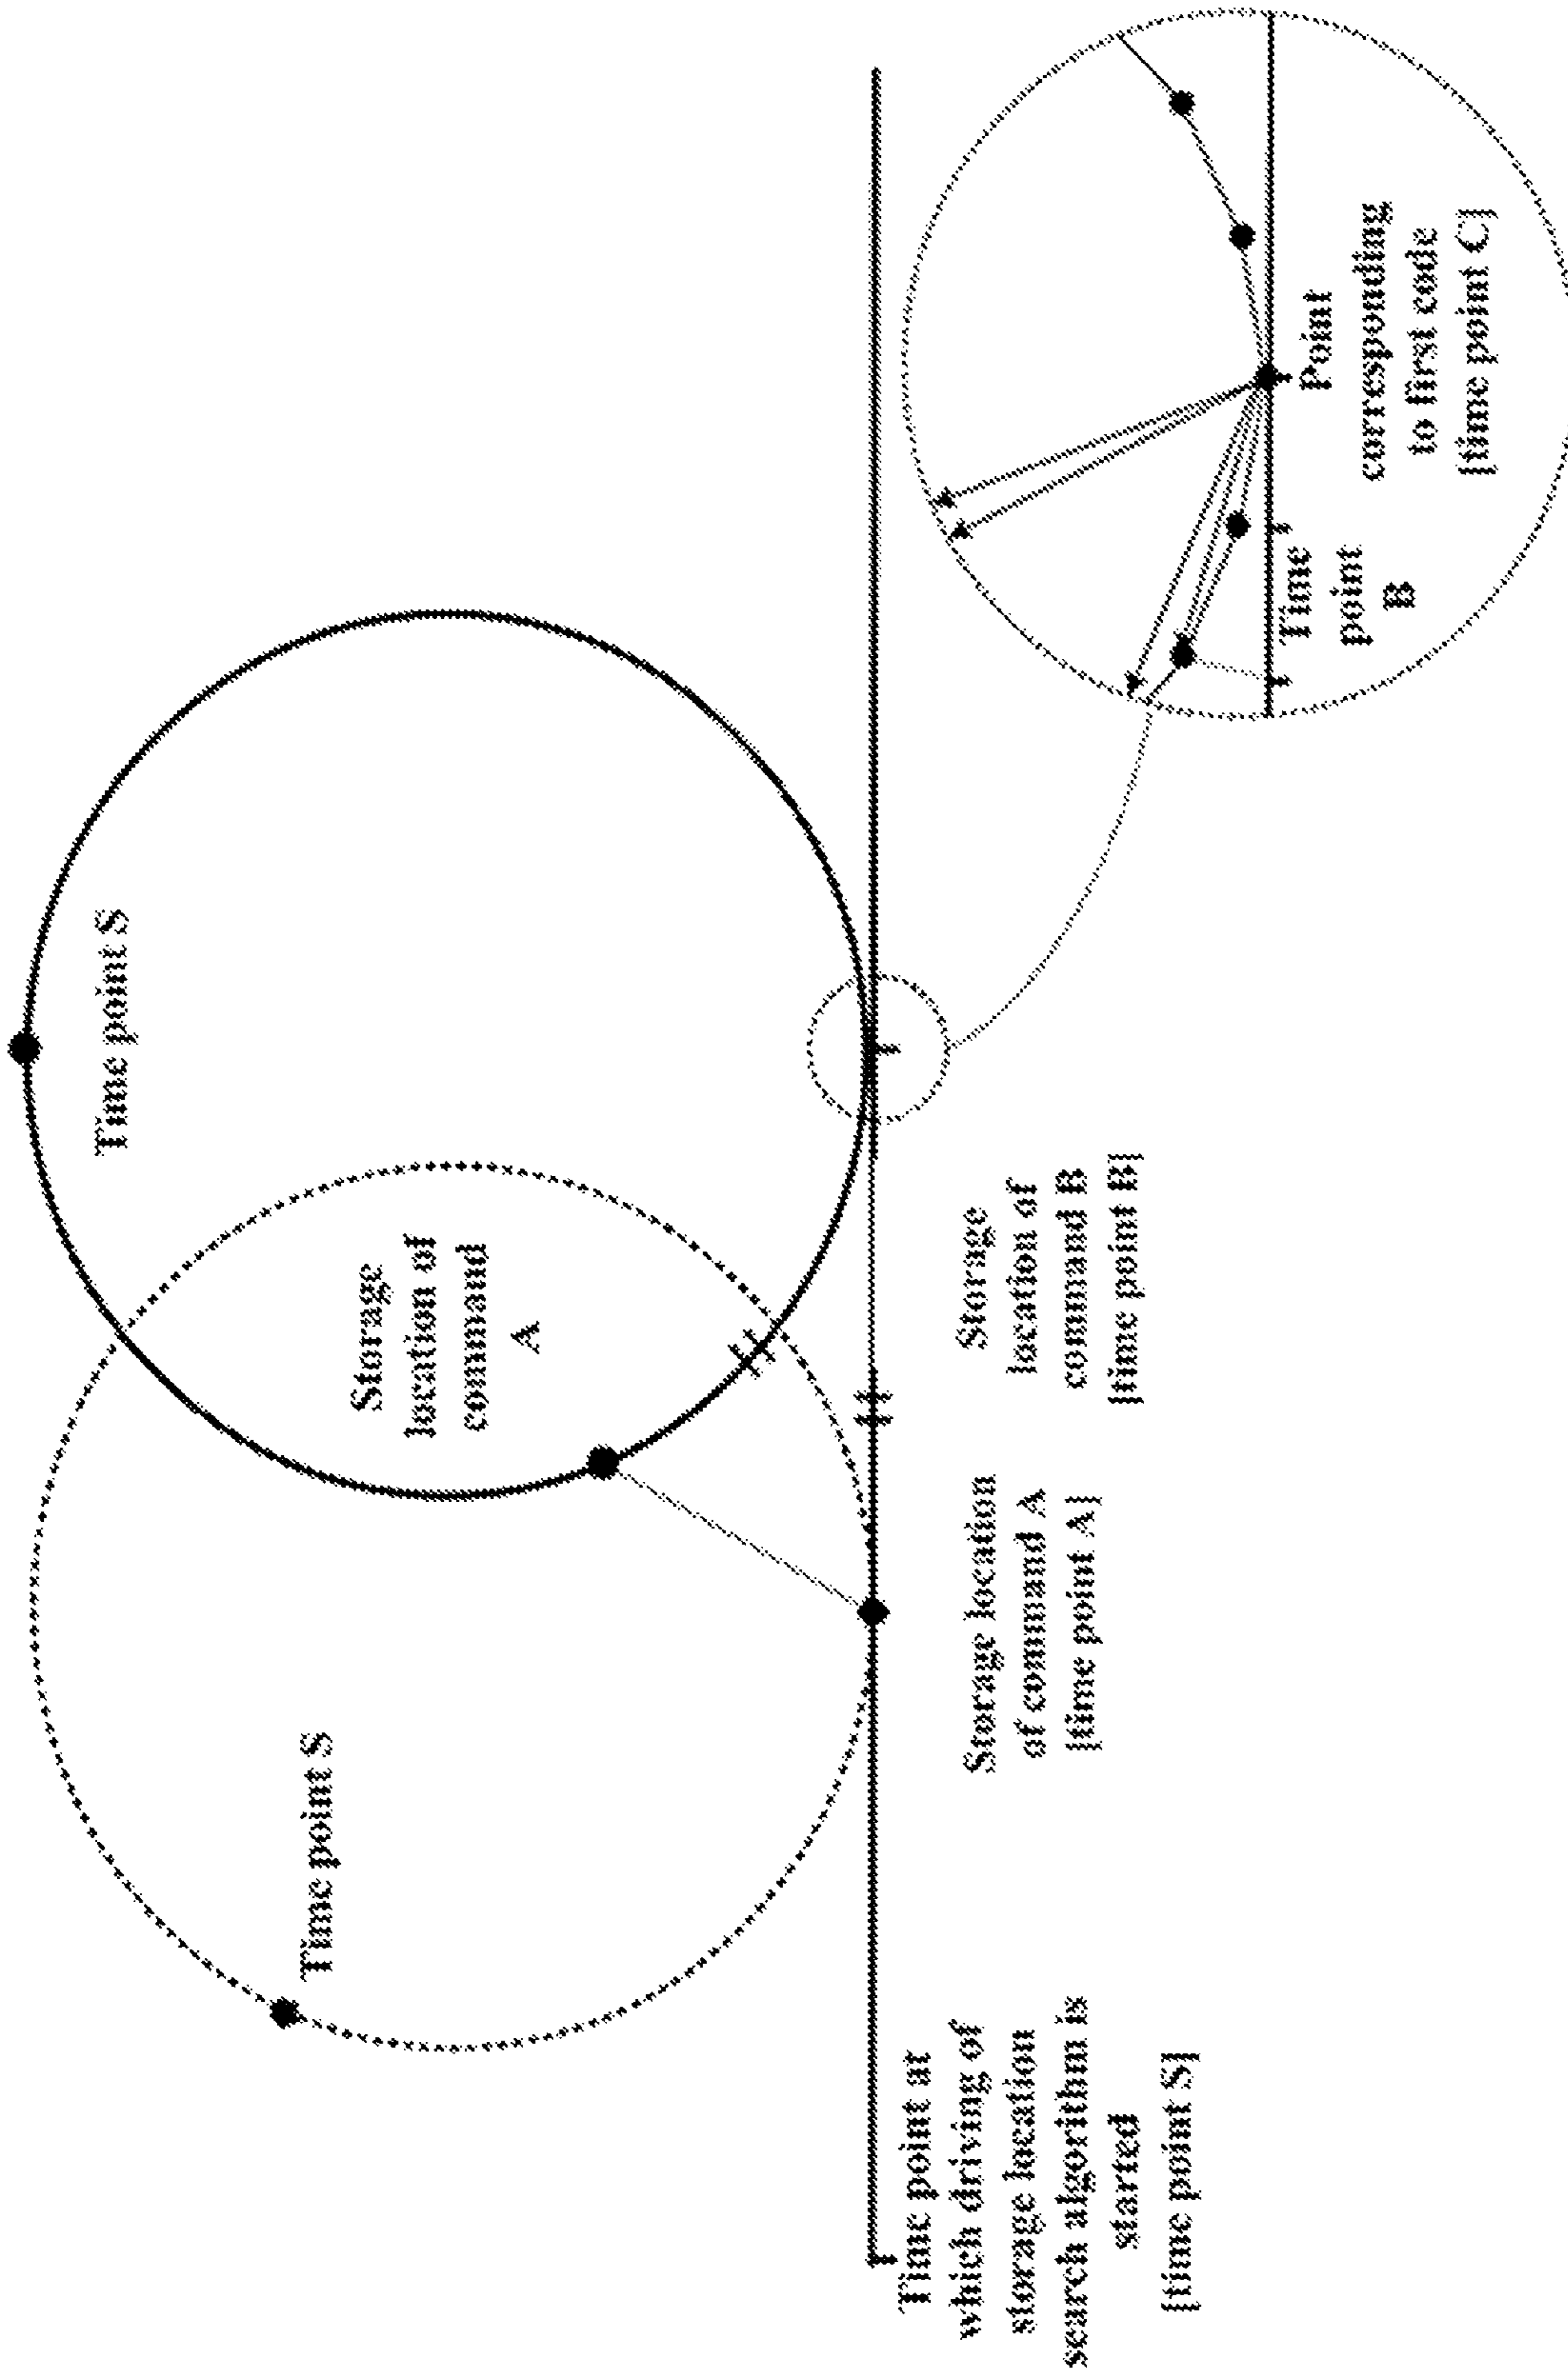 Time point S
Time point S
Storage
location of
command
A
Time point at
which driving of
storage location
search algorithm is
started
[time point S]
Storage location
of command A
[time point A]
Storage
location of
command B
[time point B]
Time
point
B
Point
corresponding
to first code
[time point C]